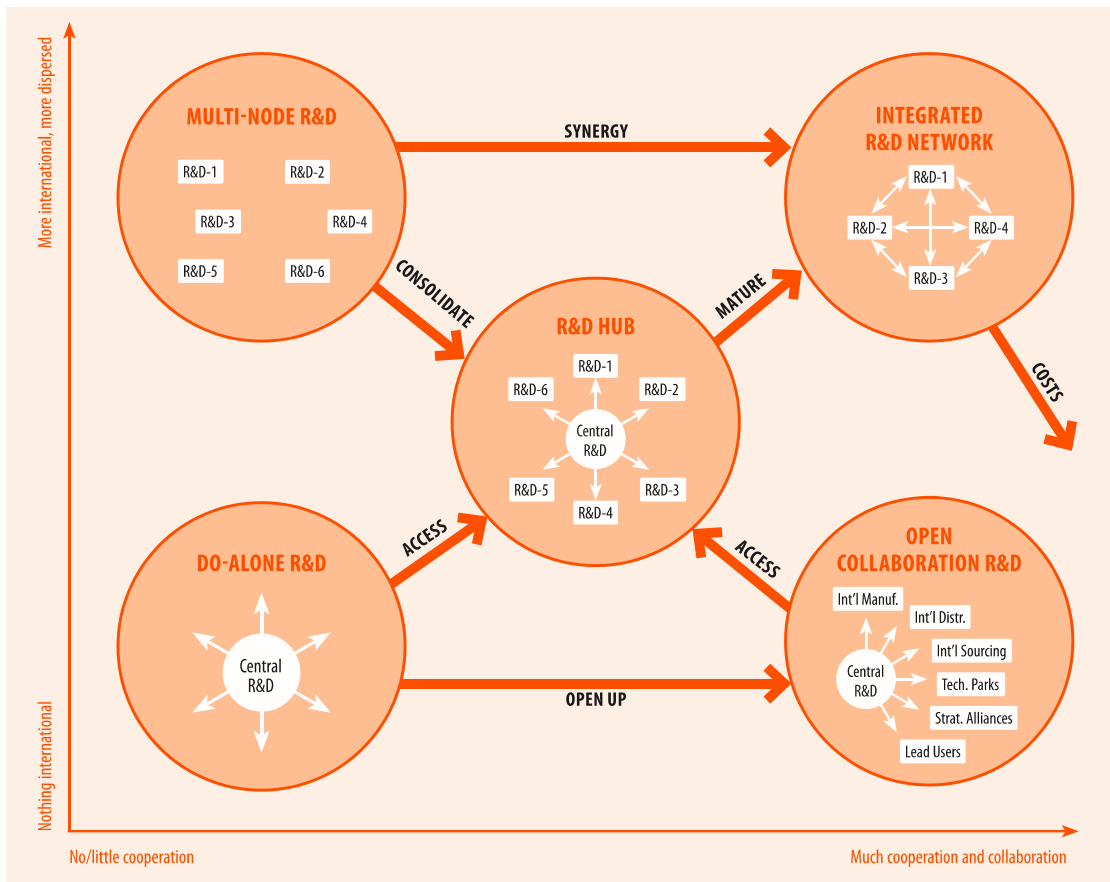 More international, more dispersed
Nothing international
MULTI-NODE R&D
R&D-1
R&D-2
R&D-3
R&D-4
R&D-5
R&D-6
SYNERGY
INTEGRATED
R&D NETWORK
R&D-1
R&D-2
R&D-4
R&D-3
CONSOLIDATE
MATURE
COSTS
R&D HUB
R&D-1
R&D-6
R&D-2
Central
R&D
R&D-5
R&D-3
R&D-4
ACCESS
ACCESS
DO-ALONE R&D
Central
R&D
OPEN UP
OPEN
COLLABORATION R&D
Int’l Manuf.
Int’l Distr.
Int’l Sourcing
Central
R&D
Tech. Parks
Strat. Alliances
Lead Users
No/little cooperation
Much cooperation and collaboration